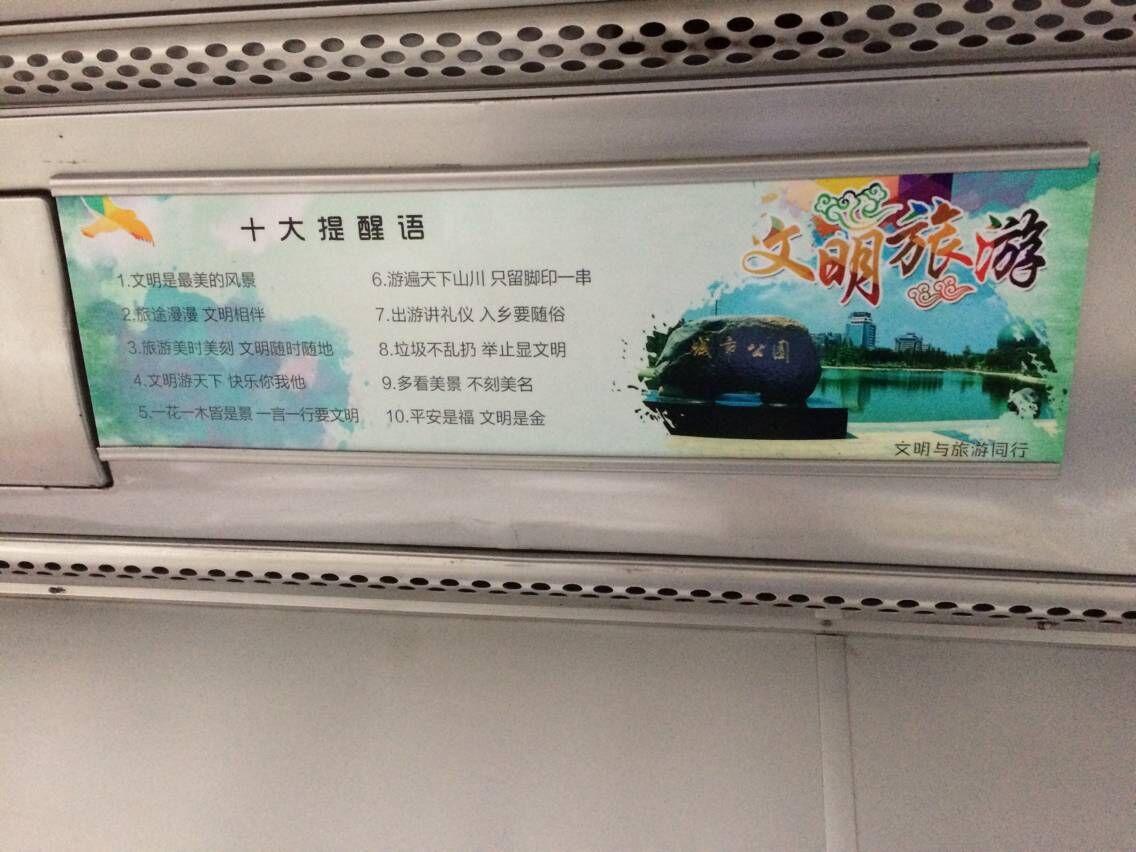 十大提醒语
1.文明是最美的风景
2.旅途漫漫 文明相伴
3.旅游美时美刻 文明随时随地
4.文明游天下 快乐你我他
5.一花一木皆是景 一言一行要文明
6.游遍天下山川 只留脚印一串
7.出游讲礼仪 入乡要随俗
8.垃圾不乱扔 举止显文明
9.多看美景 不刻美名
10.平安是福 文明是金
文明旅游
城市公园
文明与旅游同行